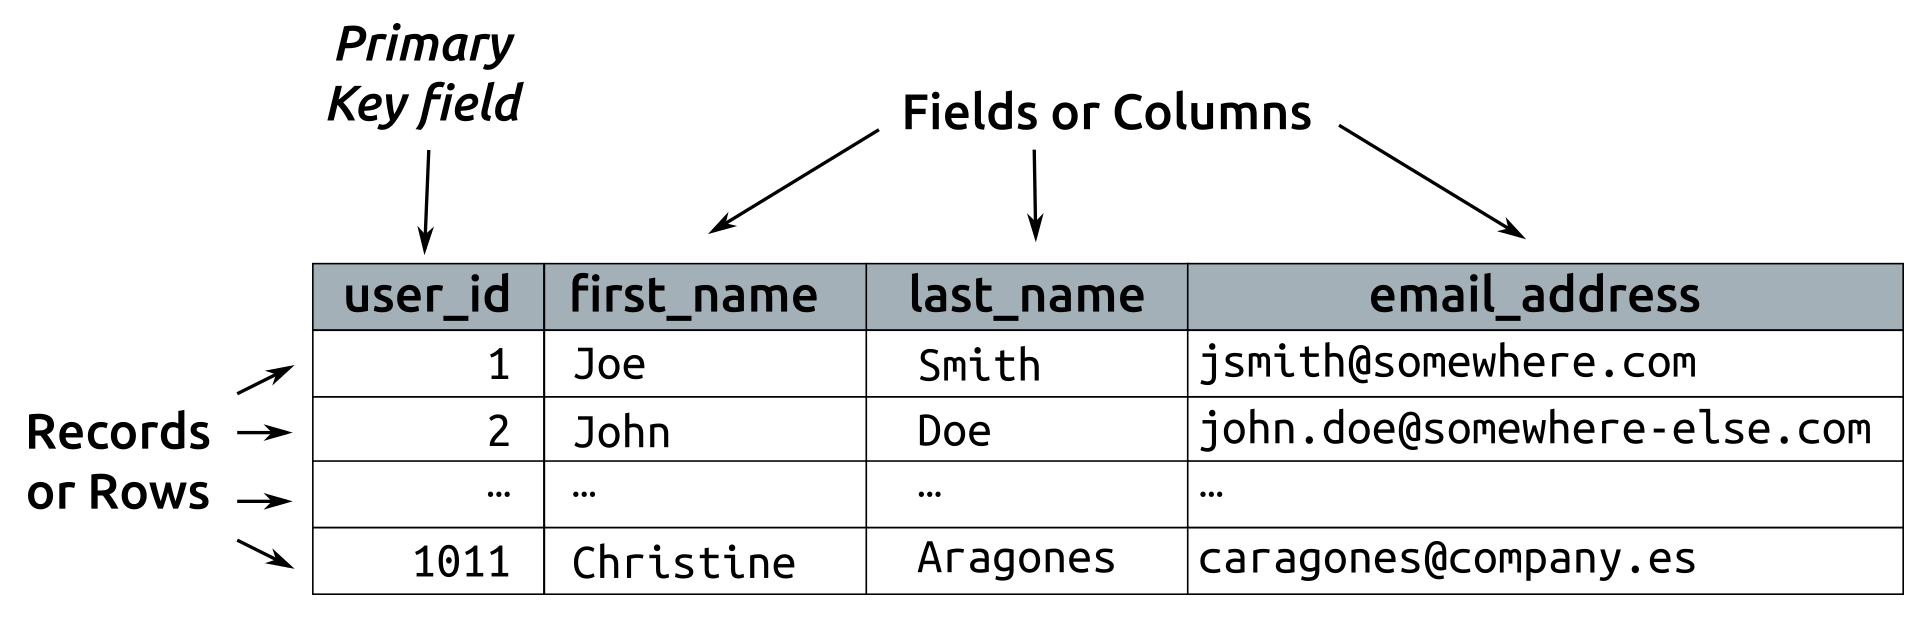 Primary
Key field
Fields or Columns
user_id first_name last_name email_address
1 Joe Smith jsmith@somewhere.com
Records
2 John Doe john.doe@somewhere-else.com
or Rows
… … … …
1011 Christine Aragones caragones@company.es